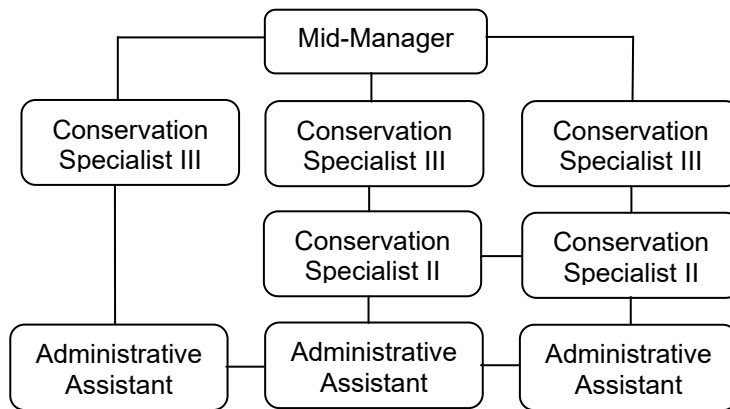 Mid-Manager
Conservation
Specialist III
Conservation
Specialist III
Conservation
Specialist III
Conservation
Specialist II
Conservation
Specialist II
Administrative
Assistant
Administrative
Assistant
Administrative
Assistant